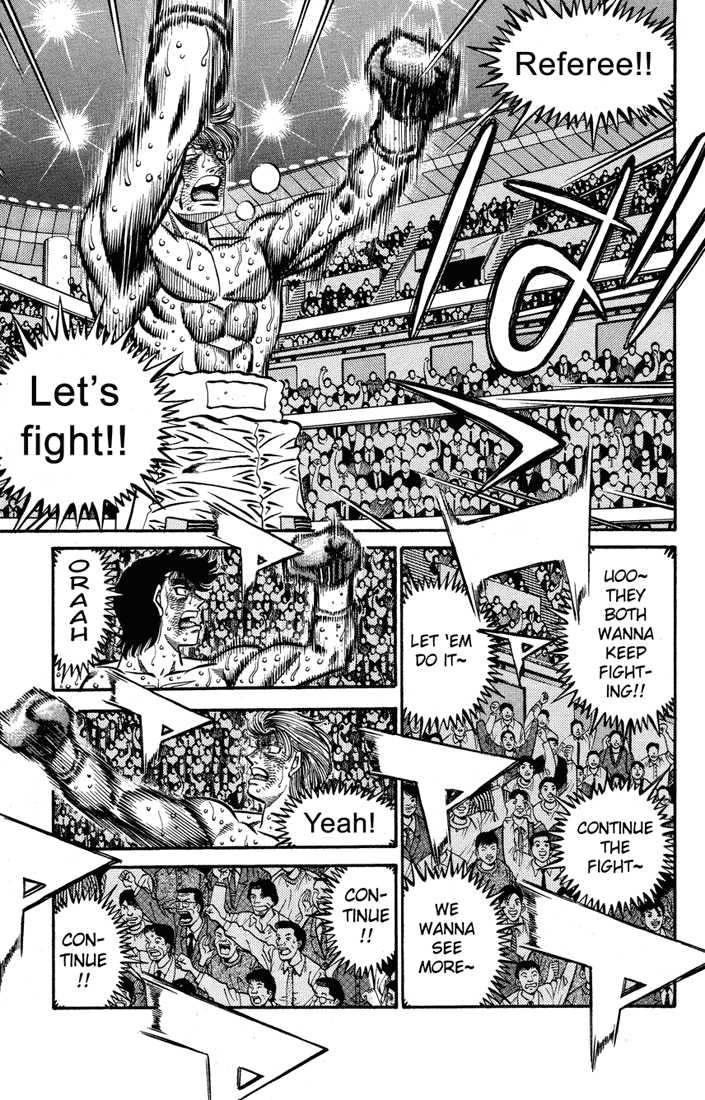 Referee!!
Let's
fight!!
UOO~
THEY
BOTH
WANNA
KEEP
FIGHT-
ING!!
LET 'EM
DO IT~
CONTINUE
THE
FIGHT~
WE
WANNA
SEE
MORE~
ORAAH
Yeah!
CON-
TINUE
!!
CON-
TINUE
!!